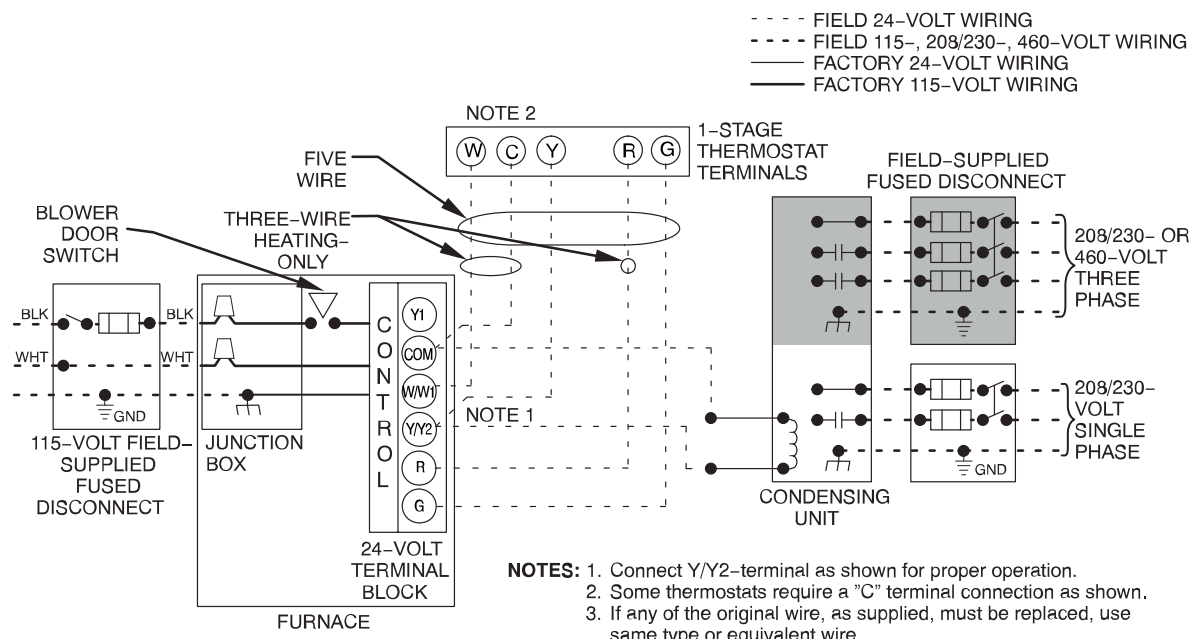 FIELD 24-VOLT WIRING
FIELD 115-, 208/230-, 460-VOLT WIRING
FACTORY 24-VOLT WIRING
FACTORY 115-VOLT WIRING
NOTE 2
W C Y R G
1-STAGE
THERMOSTAT
TERMINALS
FIVE
WIRE
THREE-WIRE
HEATING-
ONLY
BLOWER
DOOR
SWITCH
FIELD-SUPPLIED
FUSED DISCONNECT
208/230- OR
460-VOLT
THREE
PHASE
BLK
BLK
WHT
WHT
GND
115-VOLT FIELD-
SUPPLIED
FUSED
DISCONNECT
JUNCTION
BOX
CONTROL
Y1
COM
W/W1
Y/Y2
R
G
NOTE 1
24-VOLT
TERMINAL
BLOCK
FURNACE
208/230-
VOLT
SINGLE
PHASE
GND
CONDENSING
UNIT
NOTES: 1. Connect Y/Y2-terminal as shown for proper operation.
2. Some thermostats require a "C" terminal connection as shown.
3. If any of the original wire, as supplied, must be replaced, use
same type or equivalent wire